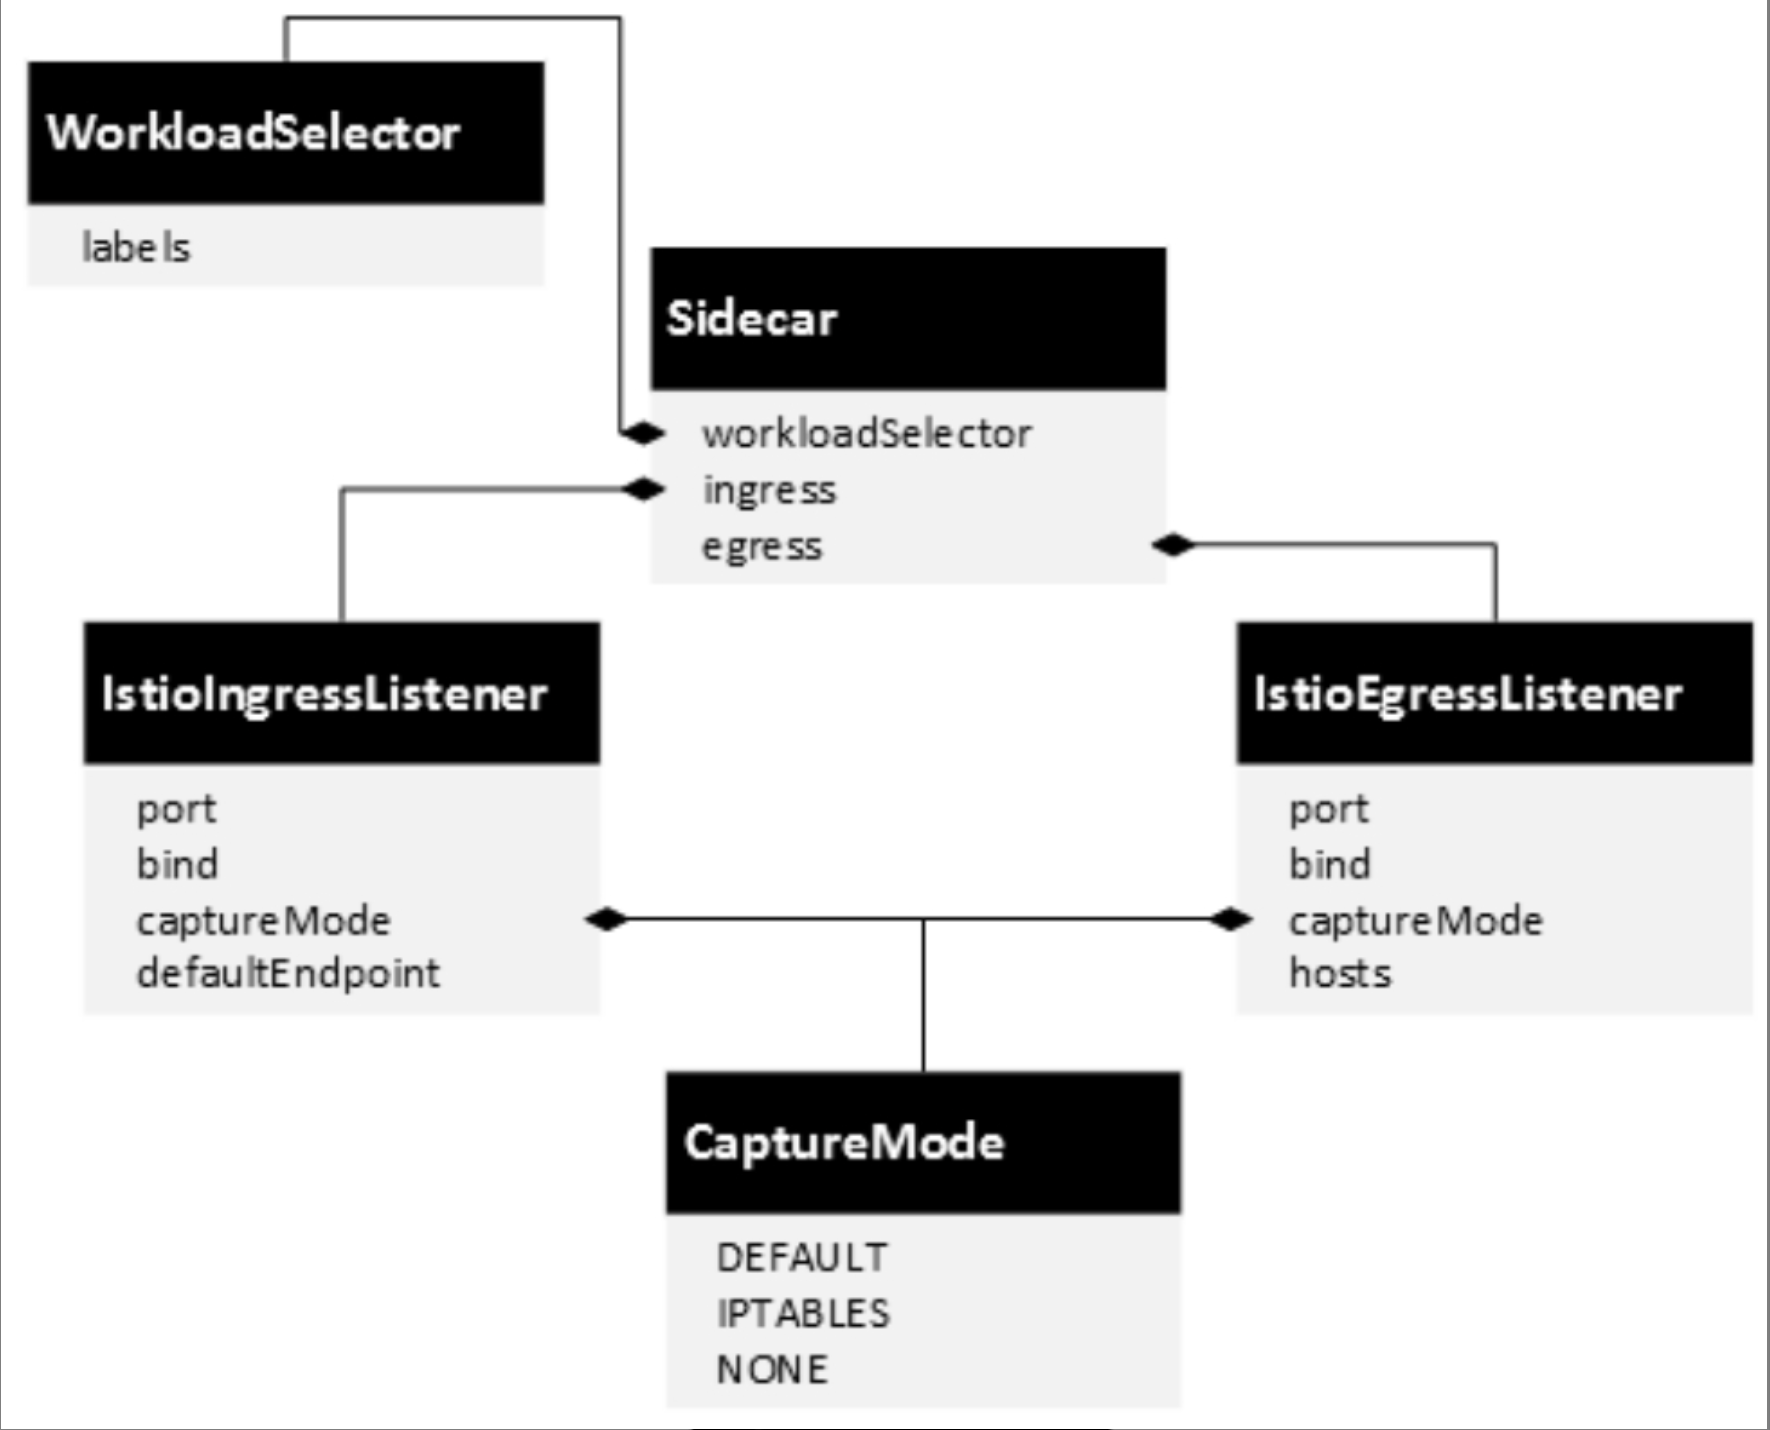 WorkloadSelector
labels
Sidecar
workloadSelector
ingress
egress
IstioIngressListener
port
bind
captureMode
defaultEndpoint
IstioEgressListener
port
bind
captureMode
hosts
CaptureMode
DEFAULT
IPTABLES
NONE